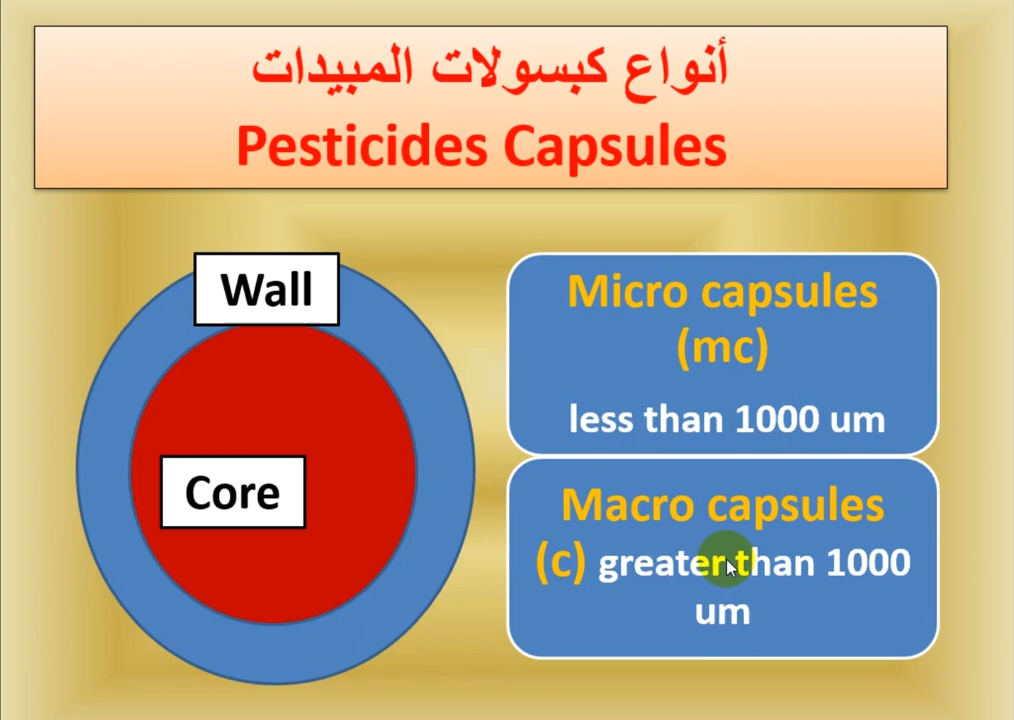 أنواع كبسولات المبيدات
Pesticides Capsules
Wall
Core
Micro capsules
(mc)
less than 1000 um
Macro capsules
(c) greater than 1000
um